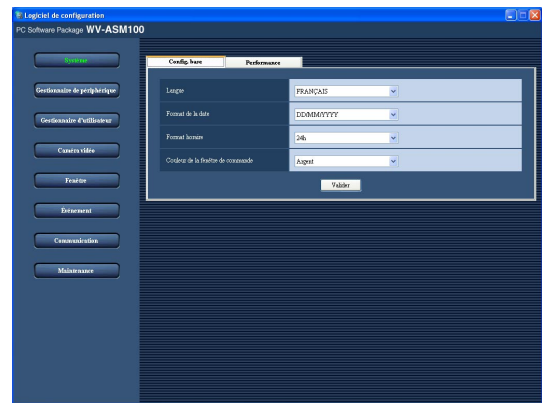 Logiciel de configuration
PC Software Package WV-ASM100
Système
Gestionnaire de périphérique
Gestionnaire d'utilisateur
Caméra vidéo
Fenêtre
Evénement
Communication
Maintenance
Config. base
Performance
Langue
FRANÇAIS
Format de la date
DD/MM/YYYY
Format horaire
24h
Couleur de la fenêtre de commande
Argent
Valider